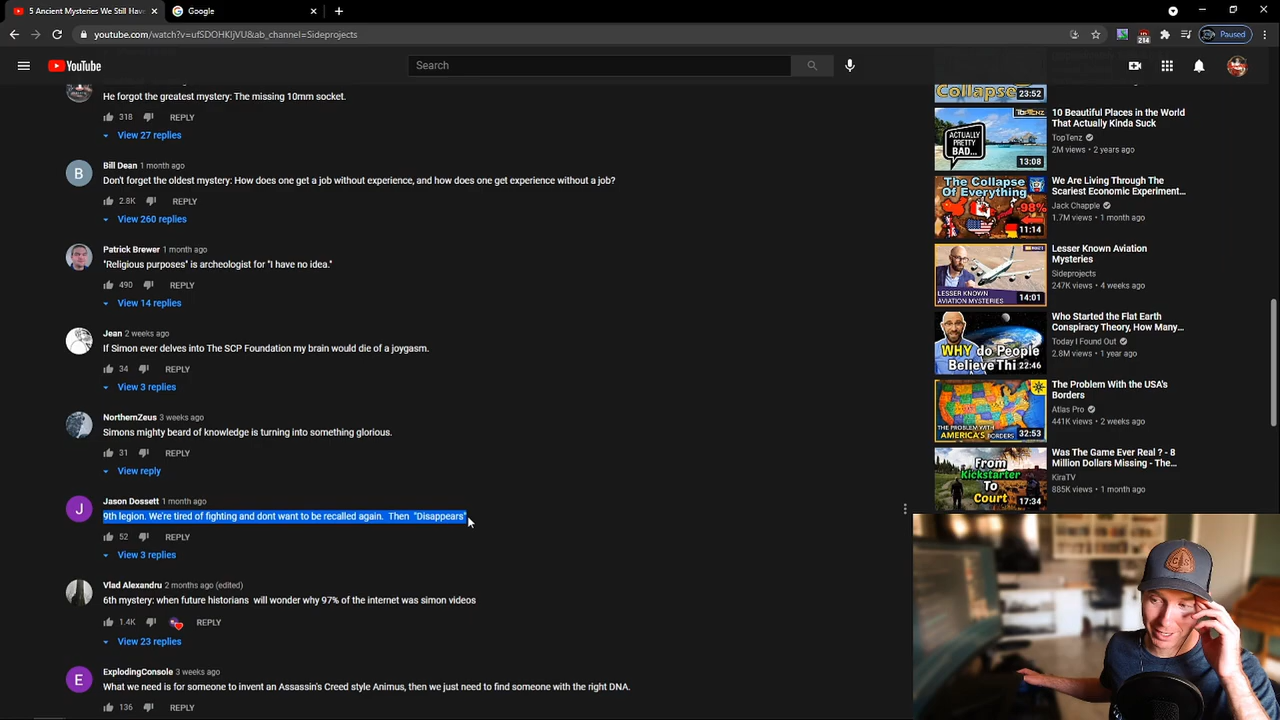 5 Ancient Mysteries We Still Hav
Google
youtube.com/watch?v=ufSDOHKIjVU&ab_channel=Sideprojects
214
Paused
YouTube
Search
He forgot the greatest mystery: The missing 10mm socket.
318 REPLY
View 27 replies
B
Bill Dean 1 month ago
Don't forget the oldest mystery: How does one get a job without experience, and how does one get experience without a job?
2.8K REPLY
View 260 replies
Patrick Brewer 1 month ago
"Religious purposes" is archeologist for "I have no idea."
490 REPLY
View 14 replies
Jean 2 weeks ago
If Simon ever delves into The SCP Foundation my brain would die of a joygasm.
34 REPLY
View 3 replies
NorthernZeus 3 weeks ago
Simons mighty beard of knowledge is turning into something glorious.
31 REPLY
View reply
J
Jason Dossett 1 month ago
9th legion. We're tired of fighting and dont want to be recalled again. Then "Disappears"
52 REPLY
View 3 replies
Vlad Alexandru 2 months ago (edited)
6th mystery: when future historians will wonder why 97% of the internet was simon videos
1.4K REPLY
View 23 replies
E
ExplodingConsole 3 weeks ago
What we need is for someone to invent an Assassin's Creed style Animus, then we just need to find someone with the right DNA.
136 REPLY
Collapse
23:52
TOPTENZ
ACTUALLY
PRETTY
BAD...
13:08
10 Beautiful Places in the World
That Actually Kinda Suck
TopTenz
2M views • 2 years ago
The Collapse
Of Everything
-98%
11:14
We Are Living Through The
Scariest Economic Experiment...
Jack Chapple
1.7M views • 1 month ago
LESSER KNOWN
AVIATION MYSTERIES
14:01
Lesser Known Aviation
Mysteries
Sideprojects
247K views • 4 weeks ago
WHY do People
Believe Thi
22:46
Who Started the Flat Earth
Conspiracy Theory, How Many...
Today I Found Out
2.8M views • 1 year ago
THE PROBLEM WITH
AMERICA'S BORDERS
32:53
The Problem With the USA's
Borders
Atlas Pro
441K views • 2 weeks ago
From
Kickstarter
To
Court
17:34
Was The Game Ever Real ? - 8
Million Dollars Missing - The...
KiraTV
885K views • 1 month ago